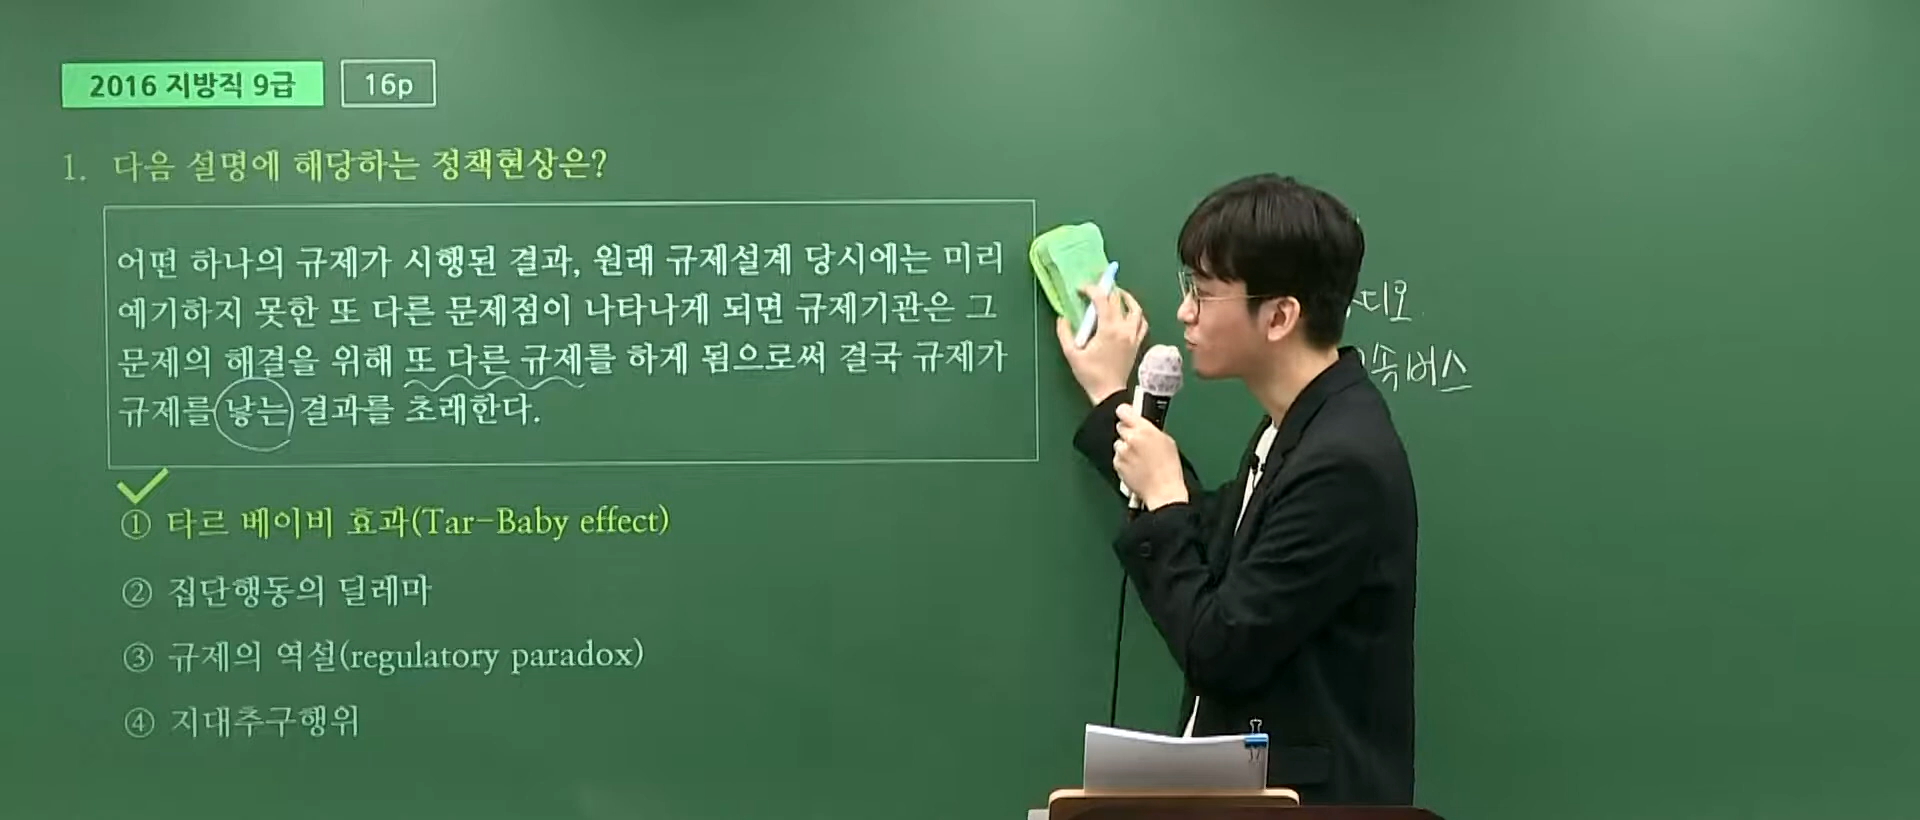 2016 지방직 9급
16p
1. 다음 설명에 해당하는 정책현상은?
어떤 하나의 규제가 시행된 결과, 원래 규제설계 당시에는 미리
예기하지 못한 또 다른 문제점이 나타나게 되면 규제기관은 그
문제의 해결을 위해 또 다른 규제를 하게 됨으로써 결국 규제가
규제를 낳는 결과를 초래한다.
① 타르 베이비 효과(Tar-Baby effect)
② 집단행동의 딜레마
③ 규제의 역설(regulatory paradox)
④ 지대추구행위